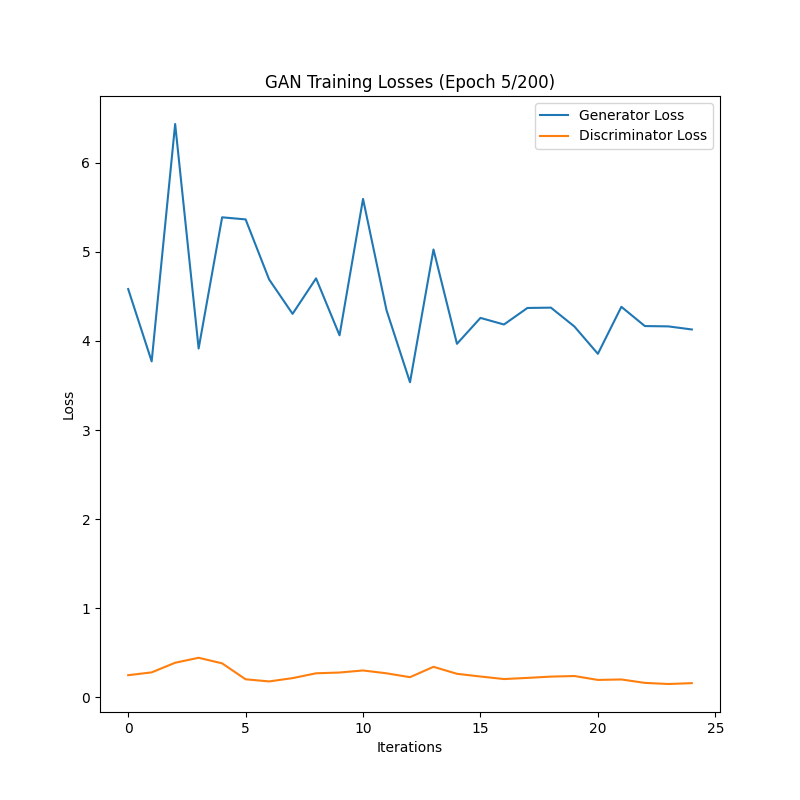 GAN Training Losses (Epoch 5/200)
Generator Loss
Discriminator Loss
Loss
6
5
4
3
2
1
0
0 5 10 15 20 25
Iterations